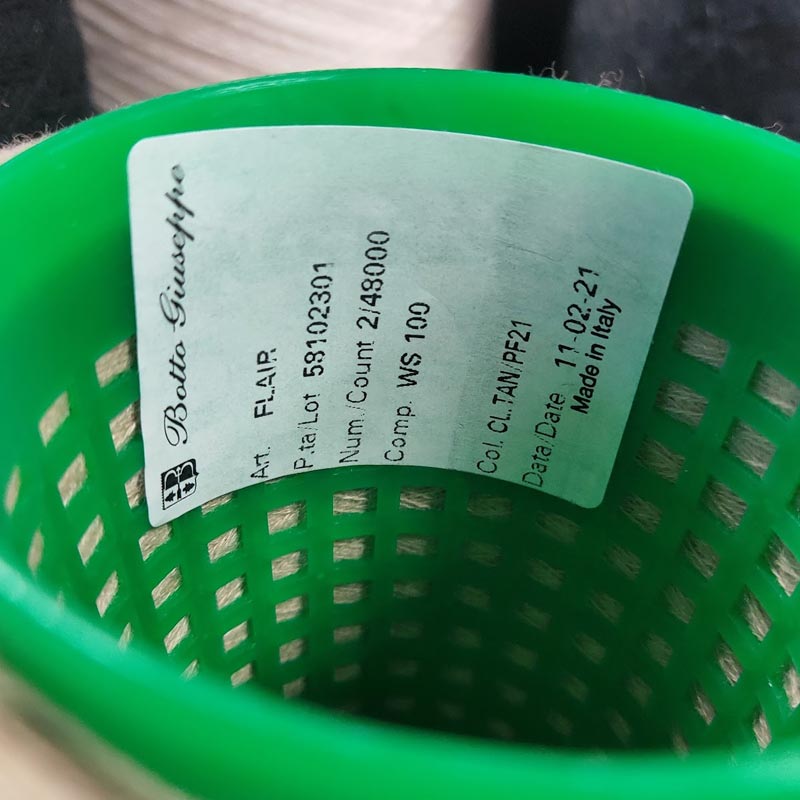 Botto Giuseppe
Art. FLAIR
P.ta/Lot 58102301
Num./Count 2/48000
Comp. WS 100
Col. CL.TAN/PF21
Data/Date 11-02-21
Made in Italy